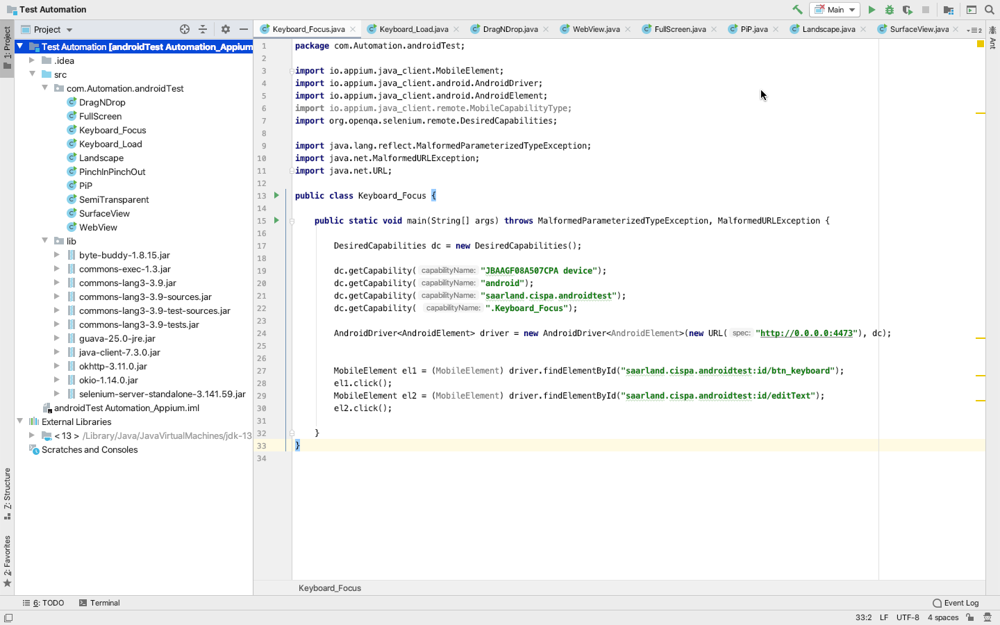 Test Automation
Main
Project
Keyboard_Focus.java
Keyboard_Load.java
DragNDrop.java
WebView.java
FullScreen.java
PiP.java
Landscape.java
SurfaceView.java
2
1: Project
Z: Structure
2: Favorites
Ant
Test Automation [androidTest Automation_Appium
.idea
src
com.Automation.androidTest
DragNDrop
FullScreen
Keyboard_Focus
Keyboard_Load
Landscape
PinchInPinchOut
PiP
SemiTransparent
SurfaceView
WebView
lib
byte-buddy-1.8.15.jar
commons-exec-1.3.jar
commons-lang3-3.9.jar
commons-lang3-3.9-sources.jar
commons-lang3-3.9-test-sources.jar
commons-lang3-3.9-tests.jar
guava-25.0-jre.jar
java-client-7.3.0.jar
okhttp-3.11.0.jar
okio-1.14.0.jar
selenium-server-standalone-3.141.59.jar
androidTest Automation_Appium.iml
External Libraries
< 13 > /Library/Java/JavaVirtualMachines/jdk-13
Scratches and Consoles
1 package com.Automation.androidTest;
2
3 import io.appium.java_client.MobileElement;
4 import io.appium.java_client.android.AndroidDriver;
5 import io.appium.java_client.android.AndroidElement;
6 import io.appium.java_client.remote.MobileCapabilityType;
7 import org.openqa.selenium.remote.DesiredCapabilities;
8
9 import java.lang.reflect.MalformedParameterizedTypeException;
10 import java.net.MalformedURLException;
11 import java.net.URL;
12
13 public class Keyboard_Focus {
14
15 public static void main(String[] args) throws MalformedParameterizedTypeException, MalformedURLException {
16
17 DesiredCapabilities dc = new DesiredCapabilities();
18
19 dc.getCapability( capabilityName: "JBAAGF08A507CPA device");
20 dc.getCapability( capabilityName: "android");
21 dc.getCapability( capabilityName: "saarland.cispa.androidtest");
22 dc.getCapability( capabilityName: ".Keyboard_Focus");
23
24 AndroidDriver<AndroidElement> driver = new AndroidDriver<AndroidElement>(new URL( spec: "http://0.0.0.0:4473"), dc);
25
26
27 MobileElement el1 = (MobileElement) driver.findElementById("saarland.cispa.androidtest:id/btn_keyboard");
28 el1.click();
29 MobileElement el2 = (MobileElement) driver.findElementById("saarland.cispa.androidtest:id/editText");
30 el2.click();
31
32 }
33 }
34
Keyboard_Focus
6: TODO
Terminal
Event Log
33:2 LF UTF-8 4 spaces